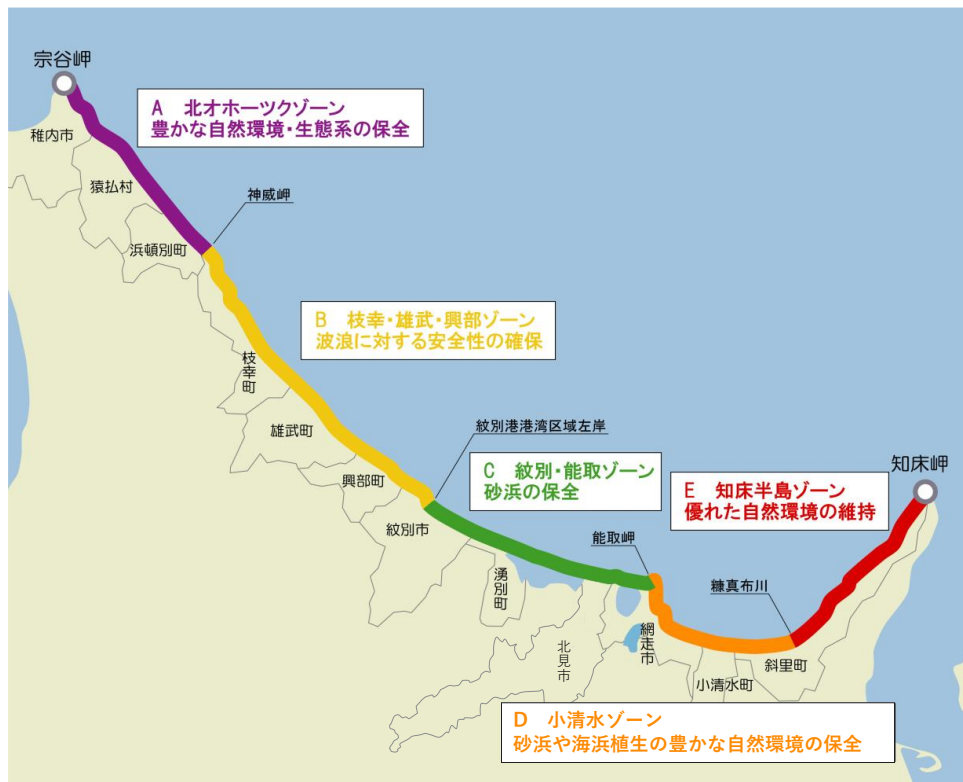 宗谷岬
A 北オホーツクゾーン
豊かな自然環境・生態系の保全
稚内市
猿払村
神威岬
浜頓別町
B 枝幸・雄武・興部ゾーン
波浪に対する安全性の確保
枝幸町
雄武町
紋別港港湾区域左岸
興部町
C 紋別・能取ゾーン
砂浜の保全
知床岬
E 知床半島ゾーン
優れた自然環境の維持
紋別市
能取岬
湧別町
糠真布川
北見市
網走市
斜里町
小清水町
D 小清水ゾーン
砂浜や海浜植生の豊かな自然環境の保全